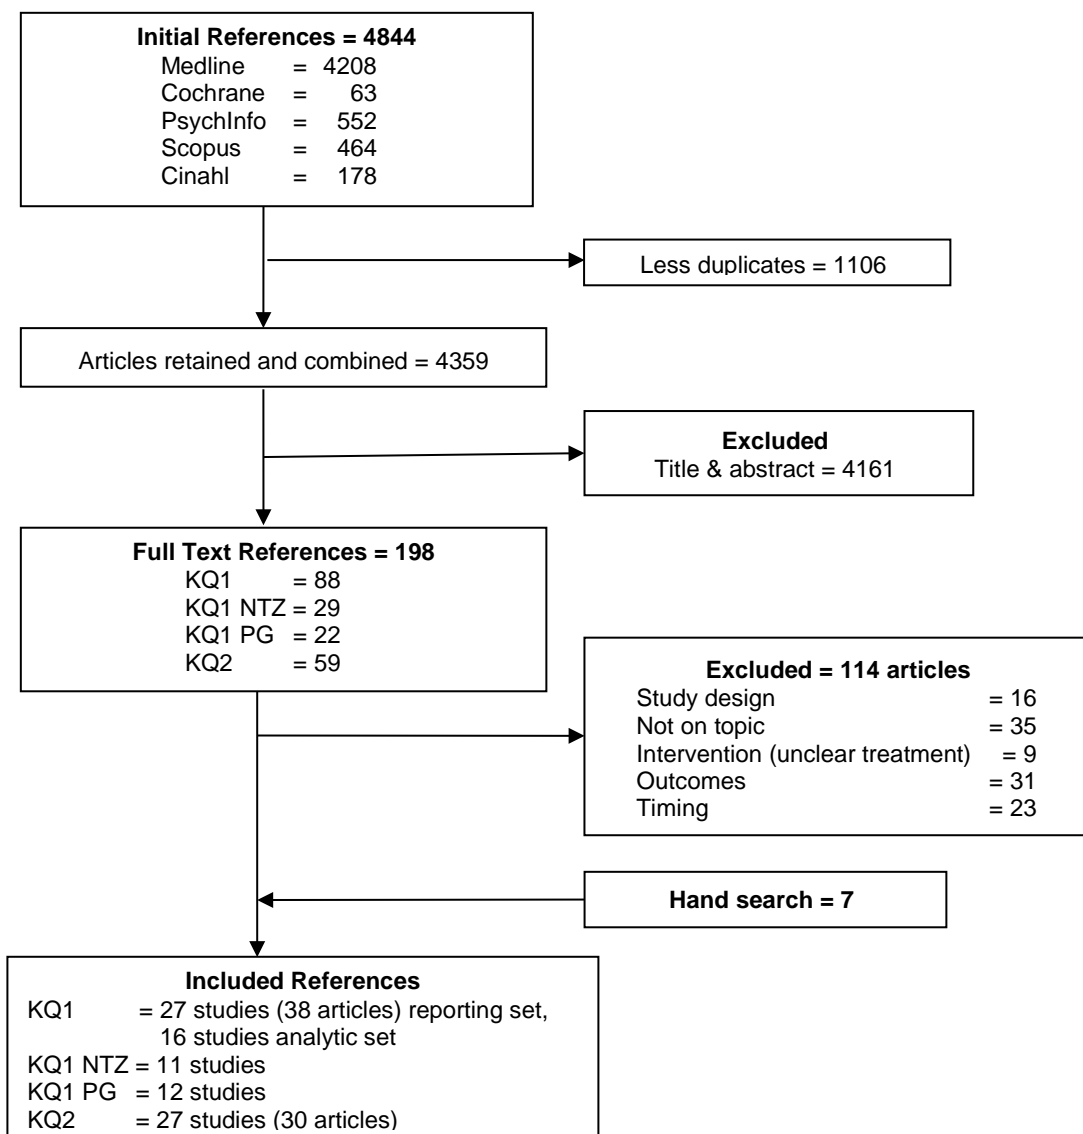 Initial References = 4844
Medline = 4208
Cochrane = 63
PsychInfo = 552
Scopus = 464
Cinahl = 178
Less duplicates = 1106
Articles retained and combined = 4359
Excluded
Title & abstract = 4161
Full Text References = 198
KQ1 = 88
KQ1 NTZ = 29
KQ1 PG = 22
KQ2 = 59
Excluded = 114 articles
Study design = 16
Not on topic = 35
Intervention (unclear treatment) = 9
Outcomes = 31
Timing = 23
Hand search = 7
Included References
KQ1 = 27 studies (38 articles) reporting set,
16 studies analytic set
KQ1 NTZ = 11 studies
KQ1 PG = 12 studies
KQ2 = 27 studies (30 articles)